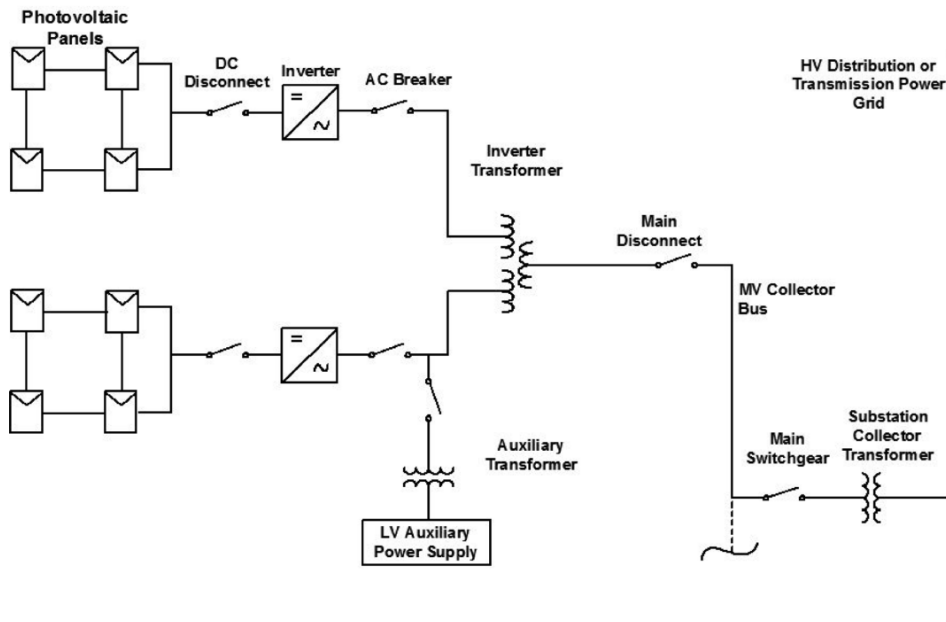 Photovoltaic
Panels
DC
Disconnect
Inverter
AC Breaker
HV Distribution or
Transmission Power
Grid
=
~
Inverter
Transformer
Main
Disconnect
MV Collector
Bus
=
~
Auxiliary
Transformer
LV Auxiliary
Power Supply
Main
Switchgear
Substation
Collector
Transformer